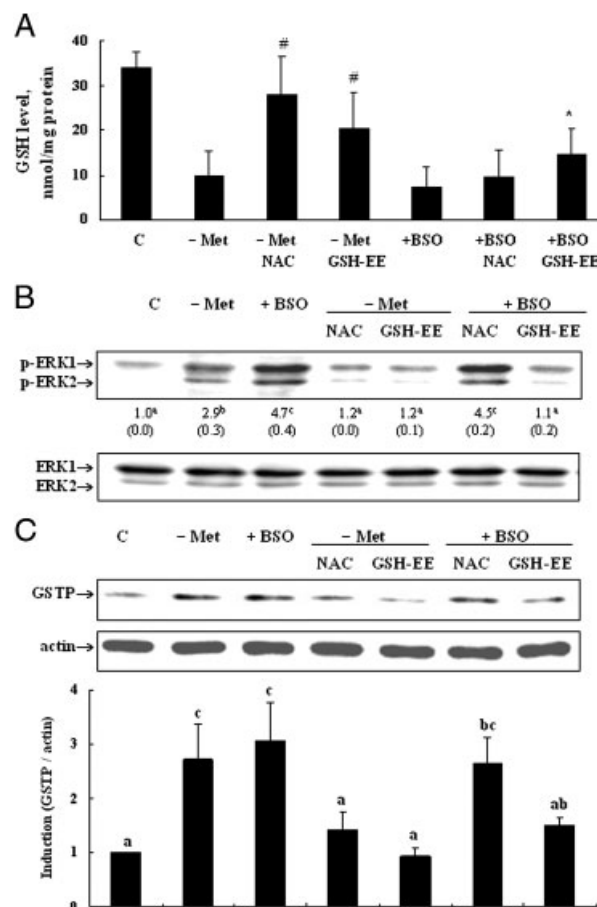 A
GSH level,
nmol/mg protein
40
30
20
10
0
#
#
*
C
– Met
– Met
NAC
– Met
GSH-EE
+BSO
+BSO
NAC
+BSO
GSH-EE
B
C – Met + BSO – Met + BSO
NAC GSH-EE NAC GSH-EE
p-ERK1→
p-ERK2→
1.0a 2.9b 4.7c 1.2a 1.2a 4.5c 1.1a
(0.0) (0.3) (0.4) (0.0) (0.1) (0.2) (0.2)
ERK1→
ERK2→
C
C – Met + BSO – Met + BSO
NAC GSH-EE NAC GSH-EE
GSTP→
actin→
Induction (GSTP / actin)
4
3
2
1
0
a c c a a bc ab